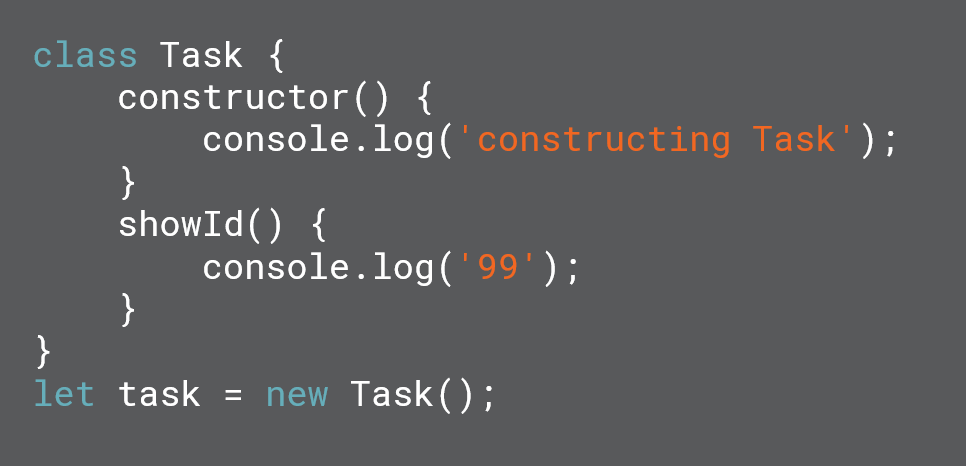 class Task {
    constructor() {
        console.log('constructing Task');
    }
    showId() {
        console.log('99');
    }
}
let task = new Task();